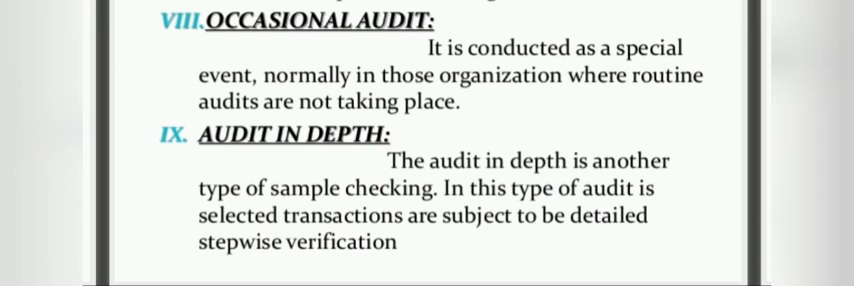 VIII. OCCASIONAL AUDIT:
It is conducted as a special
event, normally in those organization where routine
audits are not taking place.
IX. AUDIT IN DEPTH:
The audit in depth is another
type of sample checking. In this type of audit is
selected transactions are subject to be detailed
stepwise verification